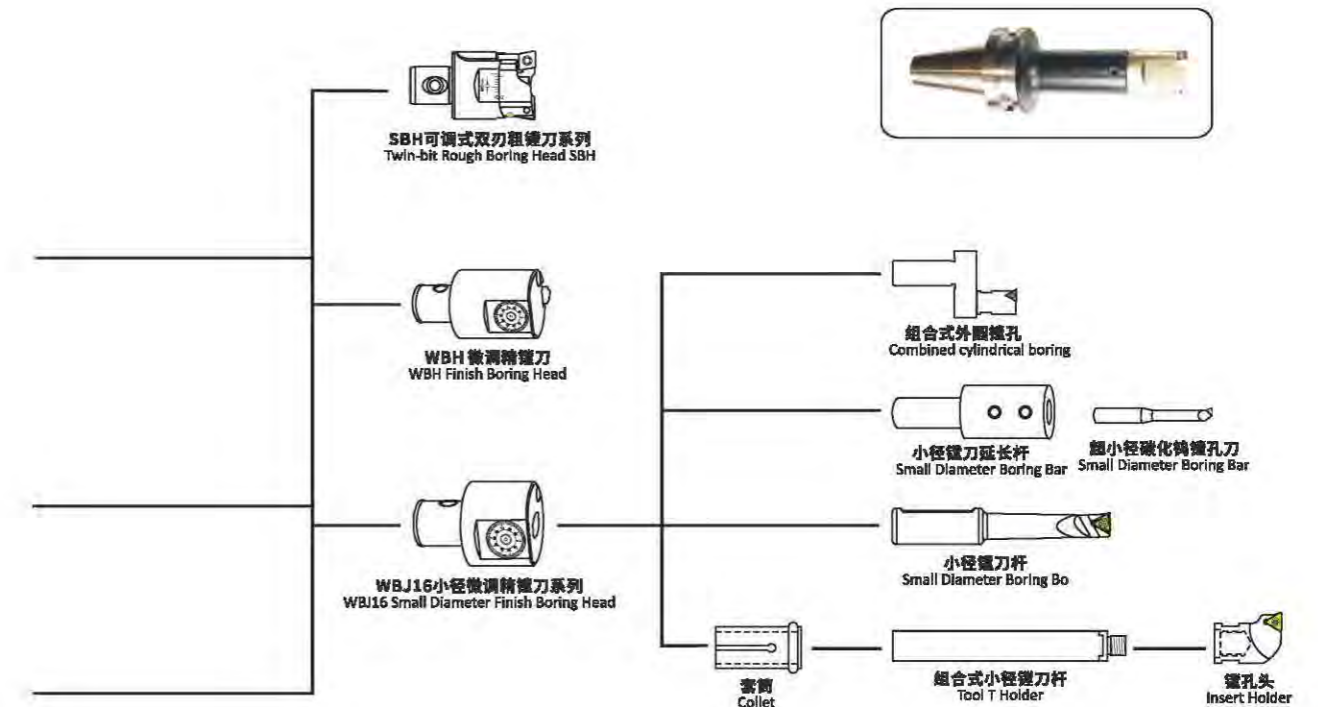 SBH可调式双刃粗镗刀系列
Twin-bit Rough Boring Head SBH
WBH 微调精镗刀
WBH Finish Boring Head
组合式外圆镗孔
Combined cylindrical boring
小径镗刀延长杆
Small Diameter Boring Bar
超小径碳化钨镗孔刀
Small Diameter Boring Bar
小径镗刀杆
Small Diameter Boring Bo
WBJ16小径微调精镗刀系列
WBJ16 Small Diameter Finish Boring Head
套筒
Collet
组合式小径镗刀杆
Tool T Holder
镗孔头
Insert Holder